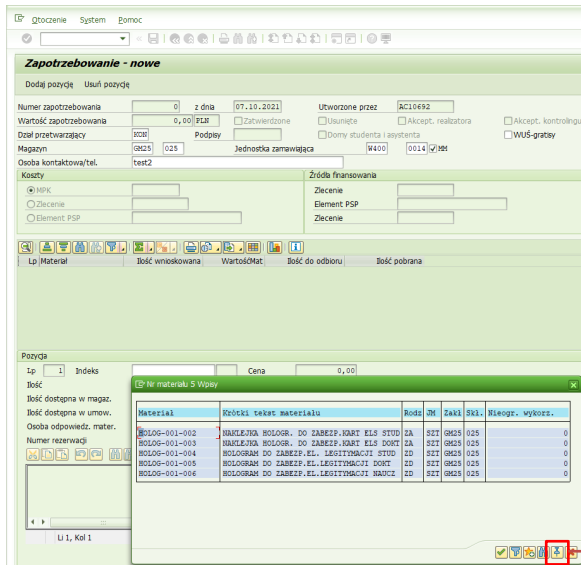 Otoczenie System Pomoc
Zapotrzebowanie - nowe
Dodaj pozycję Usuń pozycję
Numer zapotrzebowania 0 z dnia 07.10.2021 Utworzone przez AC10692
Wartość zapotrzebowania 0,00 PLN Zatwierdzone Usunięte Akcept. realizatora Akcept. kontrolingu
Dział przetwarzający KON Podpisy Domy studenta i asystenta WUŚ-gratisy
Magazyn GM25 025 Jednostka zamawiająca W400 0014 MM
Osoba kontaktowa/tel. test2
Koszty Źródła finansowania
MPK Zlecenie
Zlecenie Element PSP
Element PSP Zlecenie
Lp Materiał Ilość wnioskowana WartośćMat Ilość do odbioru Ilość pobrana
Pozycja
Lp 1 Indeks Cena 0,00
Ilość
Ilość dostępna w magaz.
Ilość dostępna w umow.
Osoba odpowiedz. mater.
Numer rezerwacji
Li 1, Kol 1
Nr materiału 5 Wpisy
Materiał Krótki tekst materiału Rodz JM Zakł Skł. Nieogr. wykorz.
HOLOG-001-002 NAKLEJKA HOLOGR. DO ZABEZP.KART ELS STUD ZA SZT GM25 025 0
HOLOG-001-003 NAKLEJKA HOLOGR. DO ZABEZP.KART ELS DOKT ZA SZT GM25 025 0
HOLOG-001-004 HOLOGRAM DO ZABEZP.EL. LEGITYMACJI STUD ZD SZT GM25 025 0
HOLOG-001-005 HOLOGRAM DO ZABEZP.EL.LEGITYMACJI DOKT ZD SZT GM25 025 0
HOLOG-001-006 HOLOGRAM DO ZABEZP.EL.LEGITYMACJI NAUCZ ZD SZT GM25 025 0